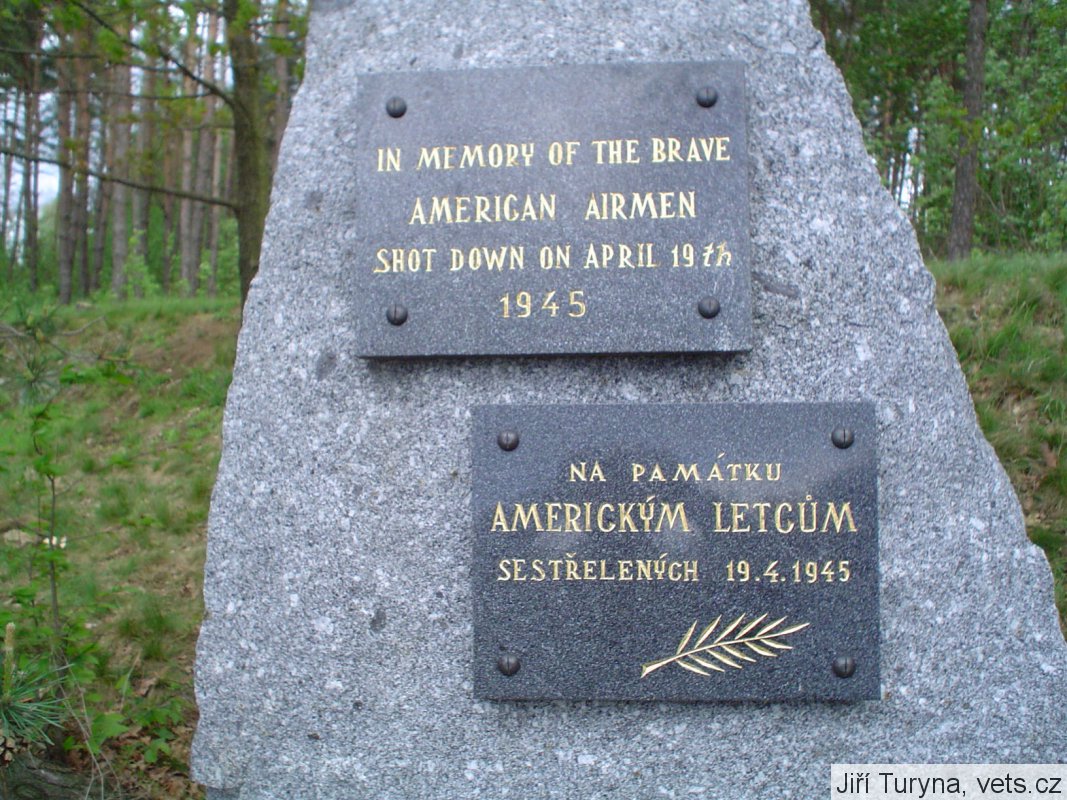 IN MEMORY OF THE BRAVE
AMERICAN AIRMEN
SHOT DOWN ON APRIL 19th
1945
NA PAMÁTKU
AMERICKÝM LETCŮM
SESTŘELENÝCH 19.4.1945
Jiří Turyna, vets.cz